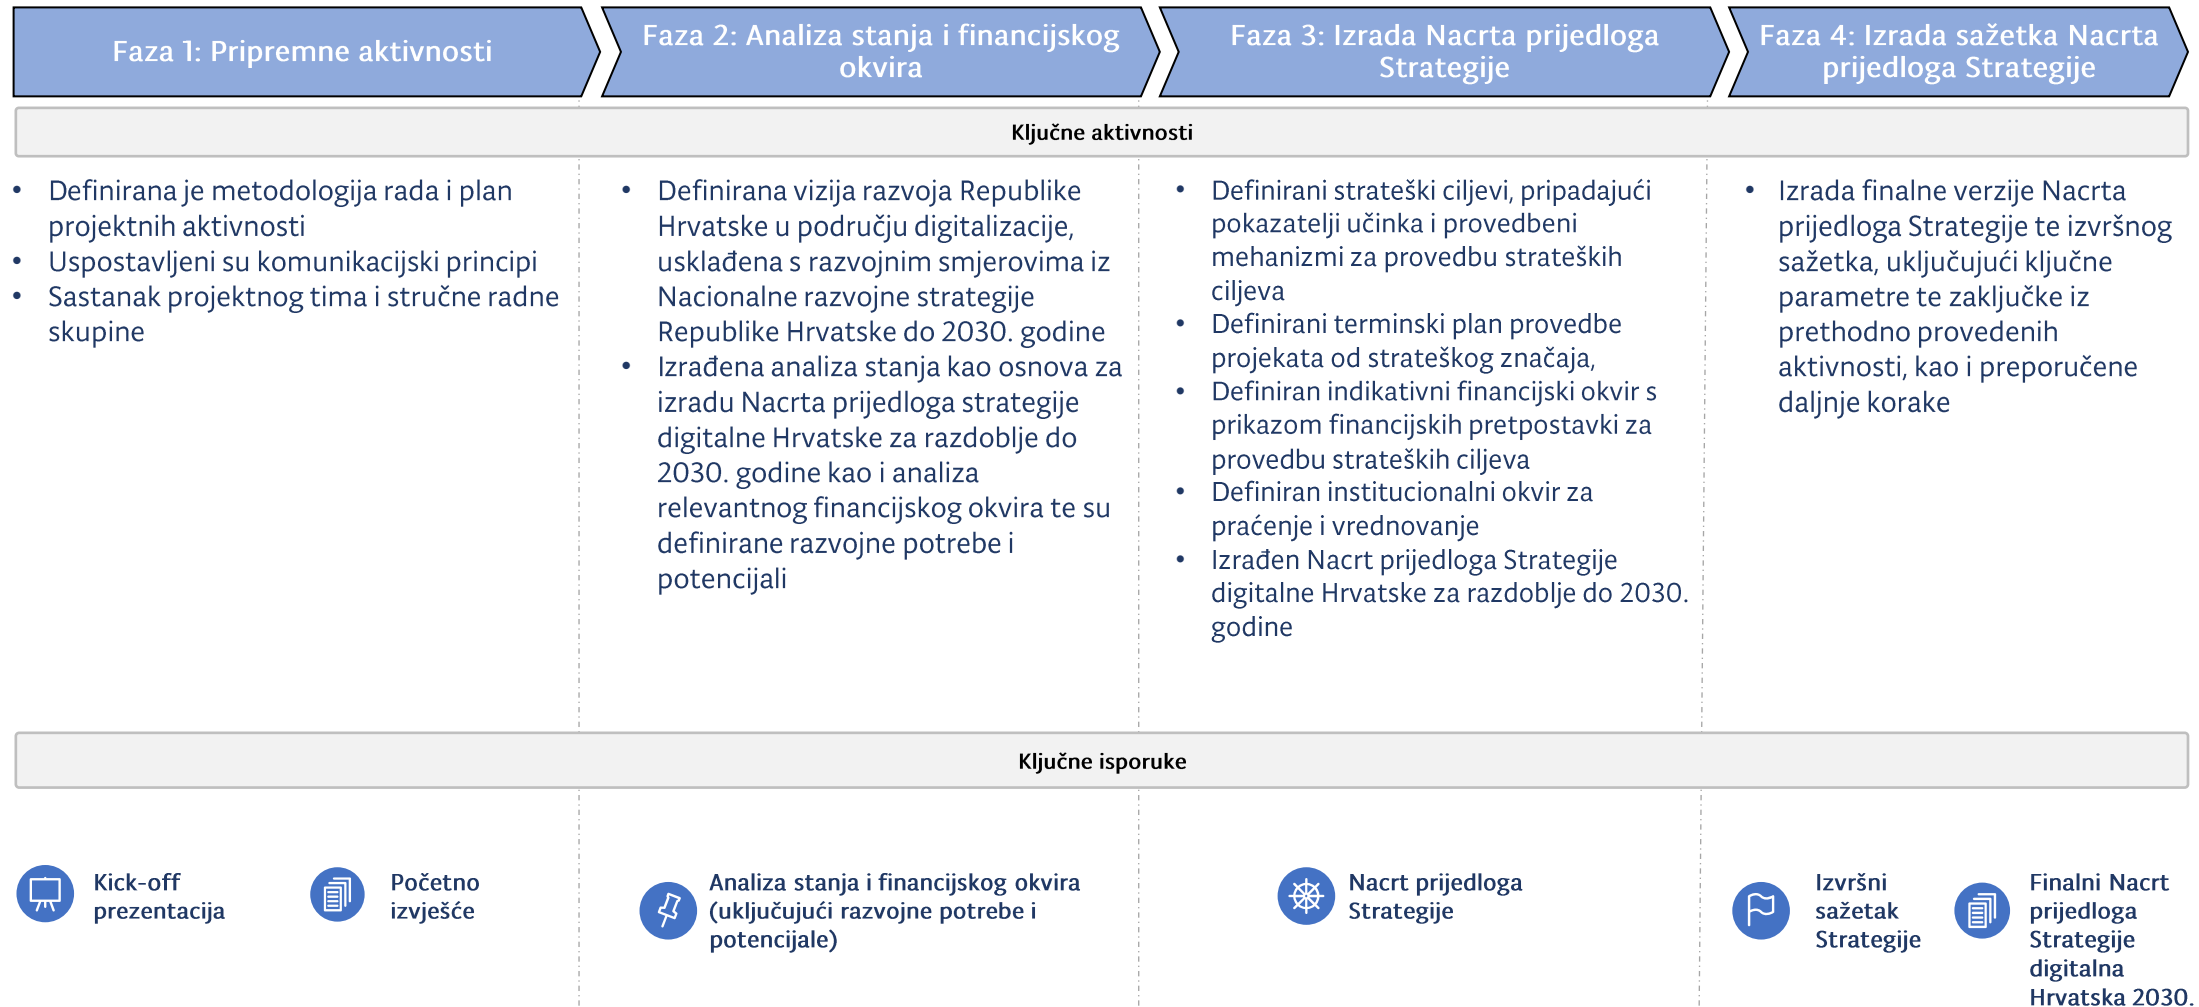 Faza 1: Pripremne aktivnosti
Faza 2: Analiza stanja i financijskog
okvira
Faza 3: Izrada Nacrta prijedloga
Strategije
Faza 4: Izrada sažetka Nacrta
prijedloga Strategije
Ključne aktivnosti
• Definirana je metodologija rada i plan
projektnih aktivnosti
• Uspostavljeni su komunikacijski principi
• Sastanak projektnog tima i stručne radne
skupine
• Definirana vizija razvoja Republike
Hrvatske u području digitalizacije,
usklađena s razvojnim smjerovima iz
Nacionalne razvojne strategije
Republike Hrvatske do 2030. godine
• Izrađena analiza stanja kao osnova za
izradu Nacrta prijedloga strategije
digitalne Hrvatske za razdoblje do
2030. godine kao i analiza
relevantnog financijskog okvira te su
definirane razvojne potrebe i
potencijali
• Definirani strateški ciljevi, pripadajući
pokazatelji učinka i provedbeni
mehanizmi za provedbu strateških
ciljeva
• Definirani terminski plan provedbe
projekata od strateškog značaja,
• Definiran indikativni financijski okvir s
prikazom financijskih pretpostavki za
provedbu strateških ciljeva
• Definiran institucionalni okvir za
praćenje i vrednovanje
• Izrađen Nacrt prijedloga Strategije
digitalne Hrvatske za razdoblje do 2030.
godine
• Izrada finalne verzije Nacrta
prijedloga Strategije te izvršnog
sažetka, uključujući ključne
parametre te zaključke iz
prethodno provedenih
aktivnosti, kao i preporučene
daljnje korake
Ključne isporuke
Kick-off
prezentacija
Početno
izvješće
Analiza stanja i financijskog okvira
(uključujući razvojne potrebe i
potencijale)
Nacrt prijedloga
Strategije
Izvršni
sažetak
Strategije
Finalni Nacrt
prijedloga
Strategije
digitalna
Hrvatska 2030.